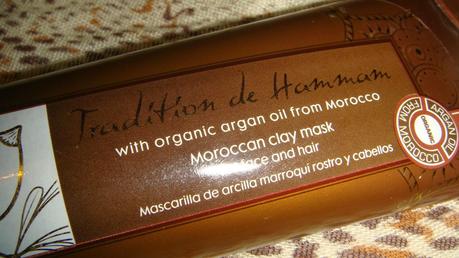 Tradition de Hammam
with organic argan oil from Morocco
Moroccan clay mask
face and hair
Mascarilla de arcilla marroquí rostro y cabellos
ARGAN OIL
ORGANIC
FROM MOROCCO